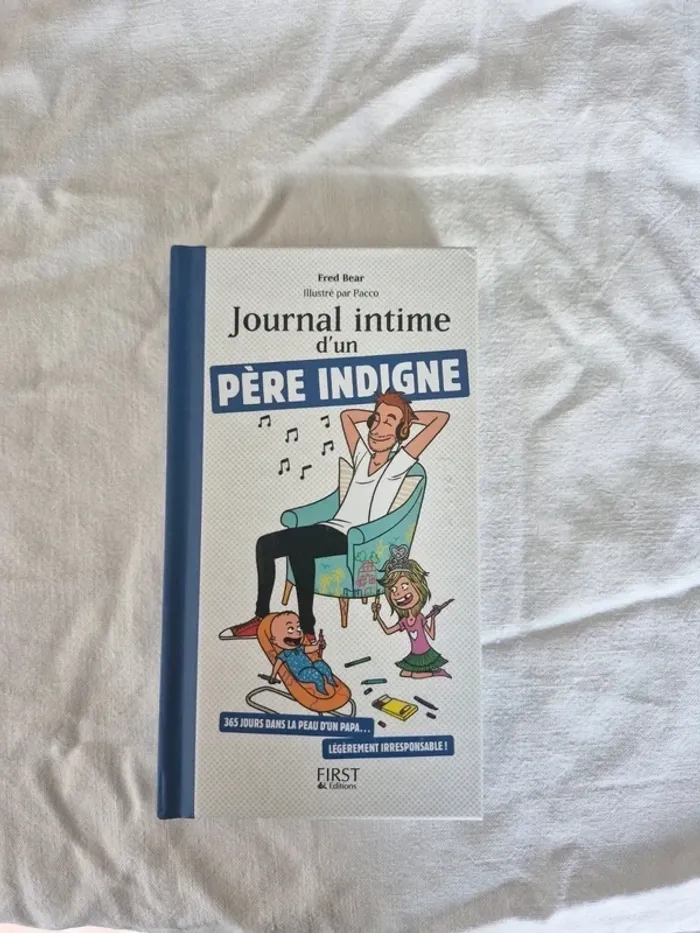 Fred Bear
Illustré par Pacco
Journal intime
d'un
PÈRE INDIGNE
365 JOURS DANS LA PEAU D'UN PAPA...
LÉGÈREMENT IRRESPONSABLE !
FIRST
Éditions